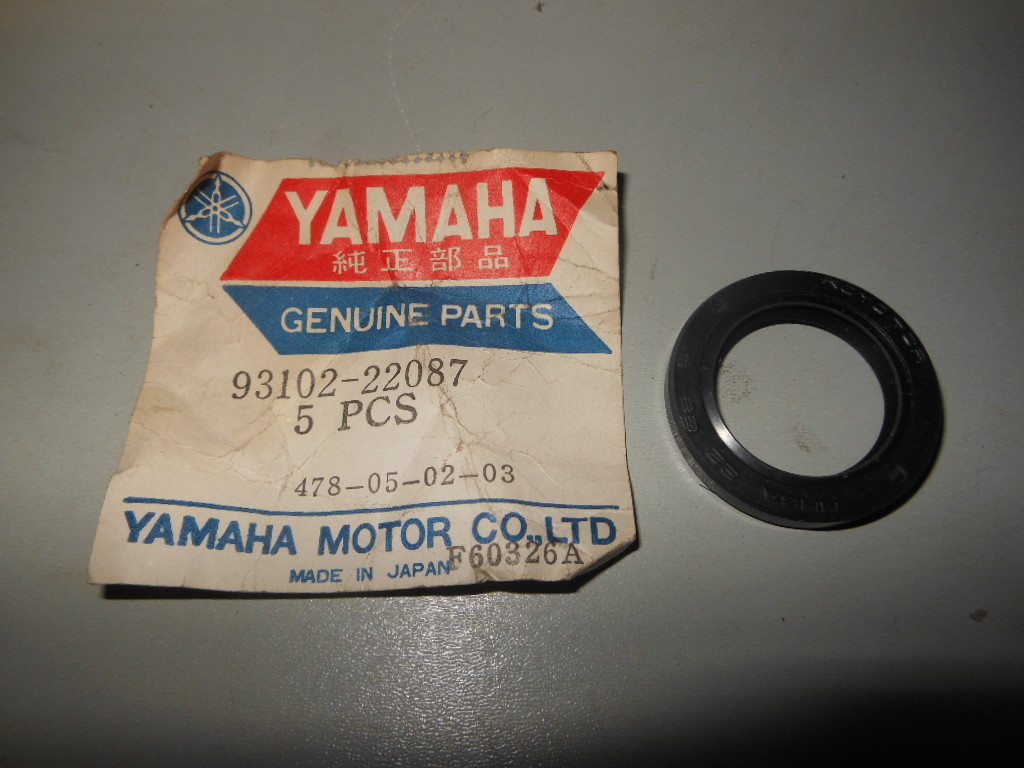 YAMAHA
純正部品
GENUINE PARTS
93102-22087
5 PCS
478-05-02-03
YAMAHA MOTOR CO.,LTD
MADE IN JAPAN
F60326A